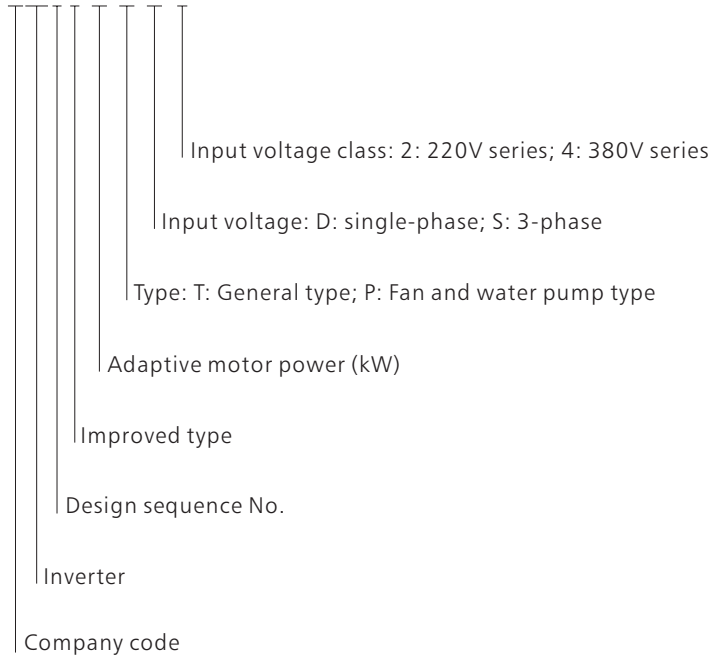 Input voltage class: 2: 220V series; 4: 380V series
Input voltage: D: single-phase; S: 3-phase
Type: T: General type; P: Fan and water pump type
Adaptive motor power (kW)
Improved type
Design sequence No.
Inverter
Company code